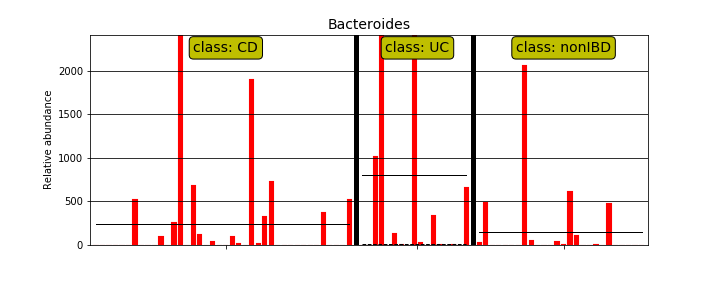 Bacteroides
class: CD
class: UC
class: nonIBD
Relative abundance
2000
1500
1000
500
0